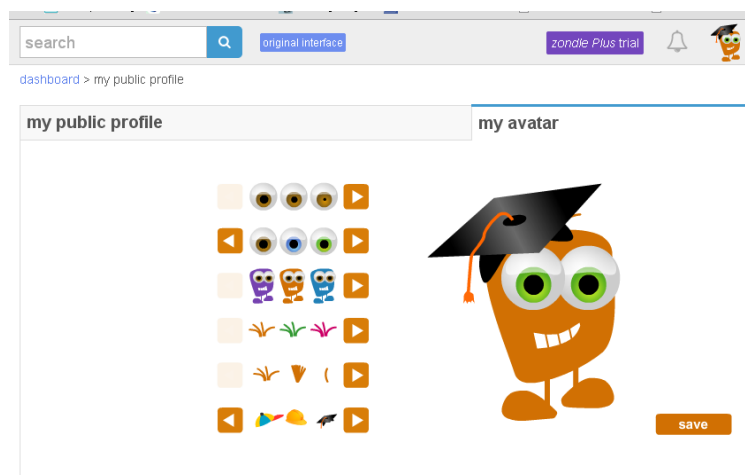 search
original interface
zondle Plus trial
dashboard > my public profile
my public profile
my avatar
save